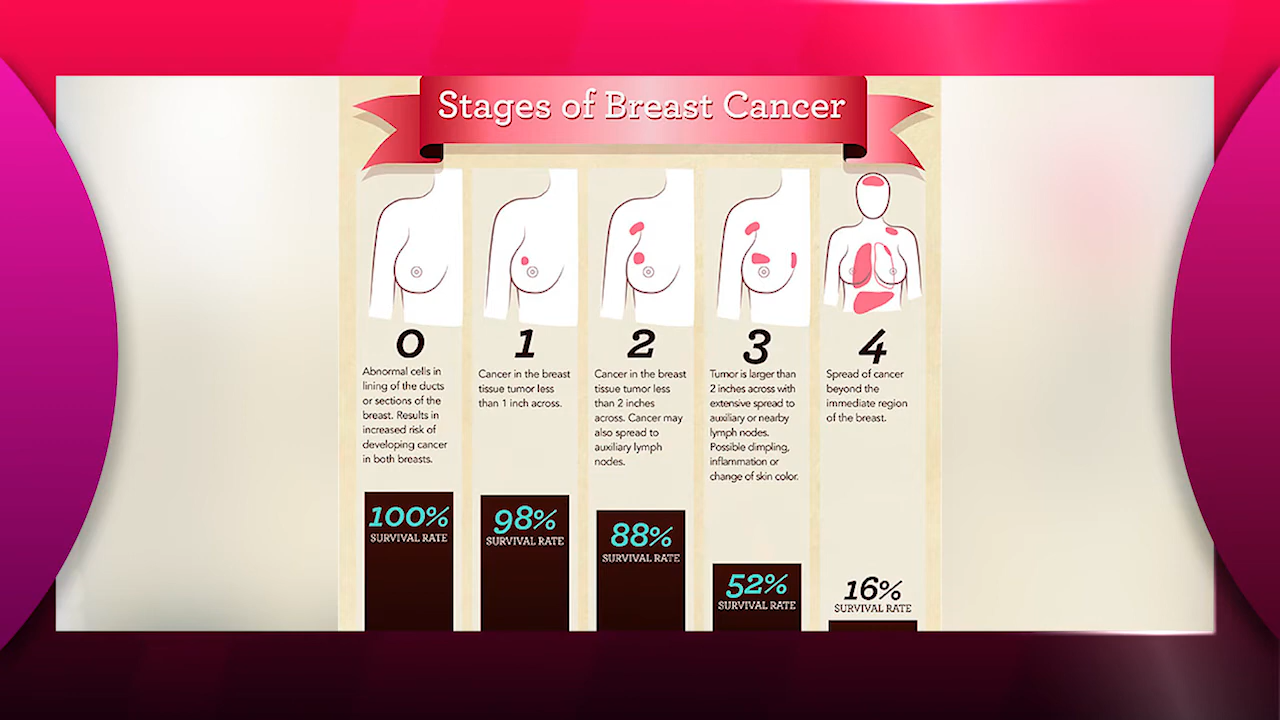 Stages of Breast Cancer
0
Abnormal cells in
lining of the ducts
or sections of the
breast. Results in
increased risk of
developing cancer
in both breasts.
100%
SURVIVAL RATE
1
Cancer in the breast
tissue tumor less
than 1 inch across.
98%
SURVIVAL RATE
2
Cancer in the breast
tissue tumor less
than 2 inches
across. Cancer may
also spread to
auxiliary lymph
nodes.
88%
SURVIVAL RATE
3
Tumor is larger than
2 inches across with
extensive spread to
auxiliary or nearby
lymph nodes.
Possible dimpling,
inflammation or
change of skin color.
52%
SURVIVAL RATE
4
Spread of cancer
beyond the
immediate region
of the breast.
16%
SURVIVAL RATE